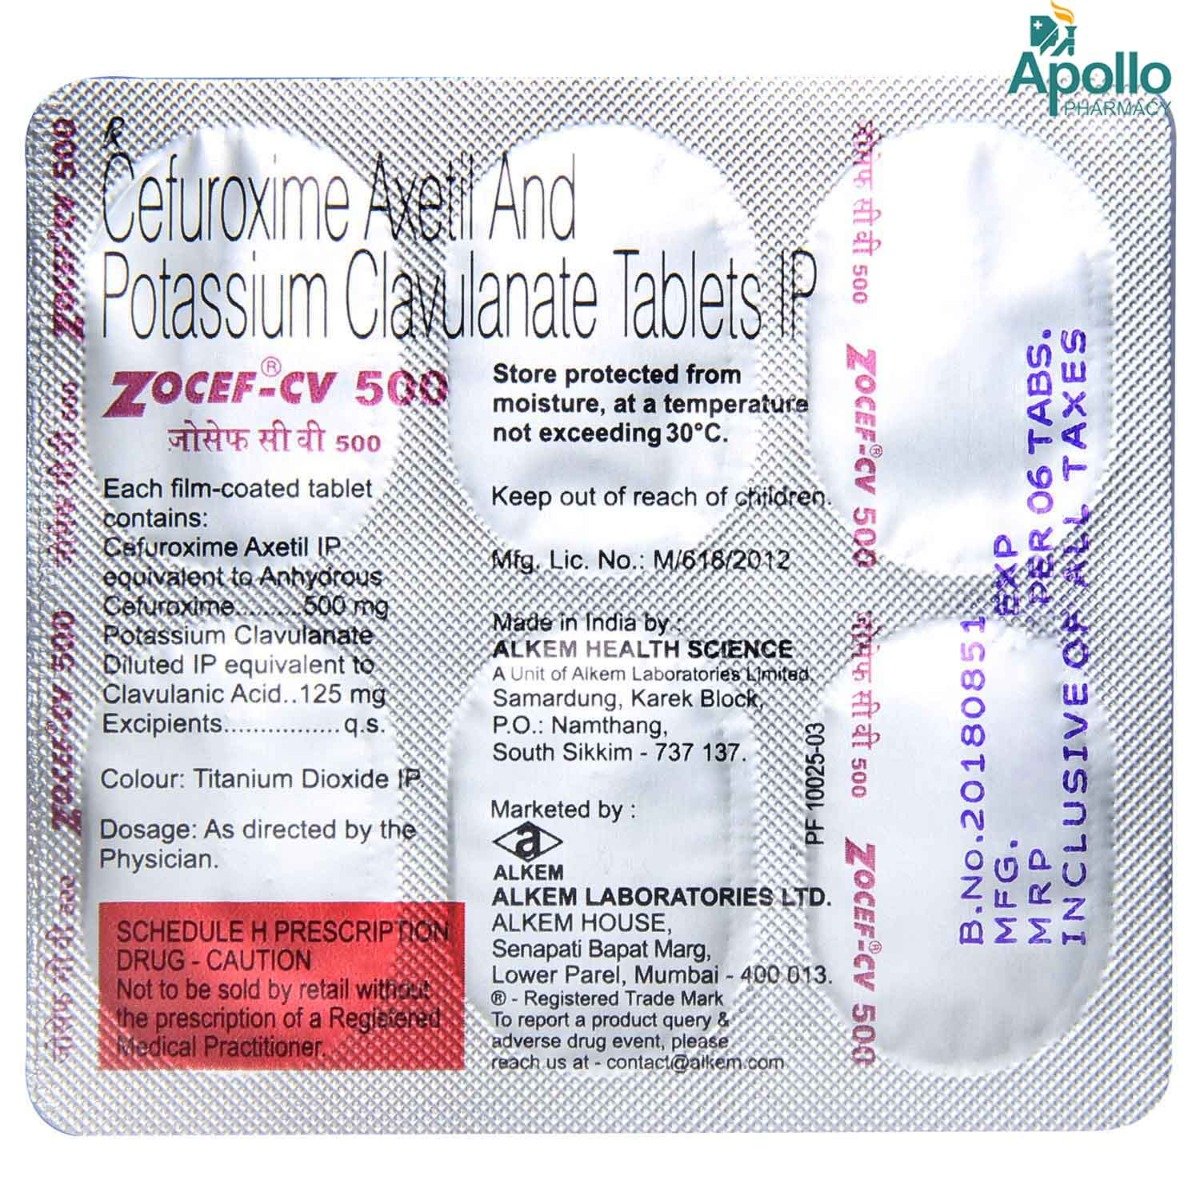 Apollo
PHARMACY
Rx
Cefuroxime Axetil And
Potassium Clavulanate Tablets IP
ZOCEF®-CV 500
ज़ोसेफ सी वी 500
Each film-coated tablet
contains:
Cefuroxime Axetil IP
equivalent to Anhydrous
Cefuroxime.........500 mg
Potassium Clavulanate
Diluted IP equivalent to
Clavulanic Acid..125 mg
Excipients................q.s.
Colour: Titanium Dioxide IP
Dosage: As directed by the
Physician.
SCHEDULE H PRESCRIPTION
DRUG - CAUTION
Not to be sold by retail without
the prescription of a Registered
Medical Practitioner.
Store protected from
moisture, at a temperature
not exceeding 30°C.
Keep out of reach of children.
Mfg. Lic. No.: M/618/2012
Made in India by :
ALKEM HEALTH SCIENCE
A Unit of Alkem Laboratories Limited,
Samardung, Karek Block,
P.O.: Namthang,
South Sikkim - 737 137.
Marketed by :
a
ALKEM
ALKEM LABORATORIES LTD.
ALKEM HOUSE,
Senapati Bapat Marg,
Lower Parel, Mumbai - 400 013.
® - Registered Trade Mark
To report a product query &
adverse drug event, please
reach us at - contact@alkem.com
PF 10025-03
ZOCEF®-CV 500
ज़ोसेफ सी वी 500
ZOCEF®-CV 500
ज़ोसेफ सी वी 500
ज़ोसेफ सी वी 500
ZOCEF®-CV 500
ज़ोसेफ सी वी 500
ZOCEF®-CV 500
B.No.20180851
MFG. EXP
MRP PER 06 TABS.
INCLUSIVE OF ALL TAXES